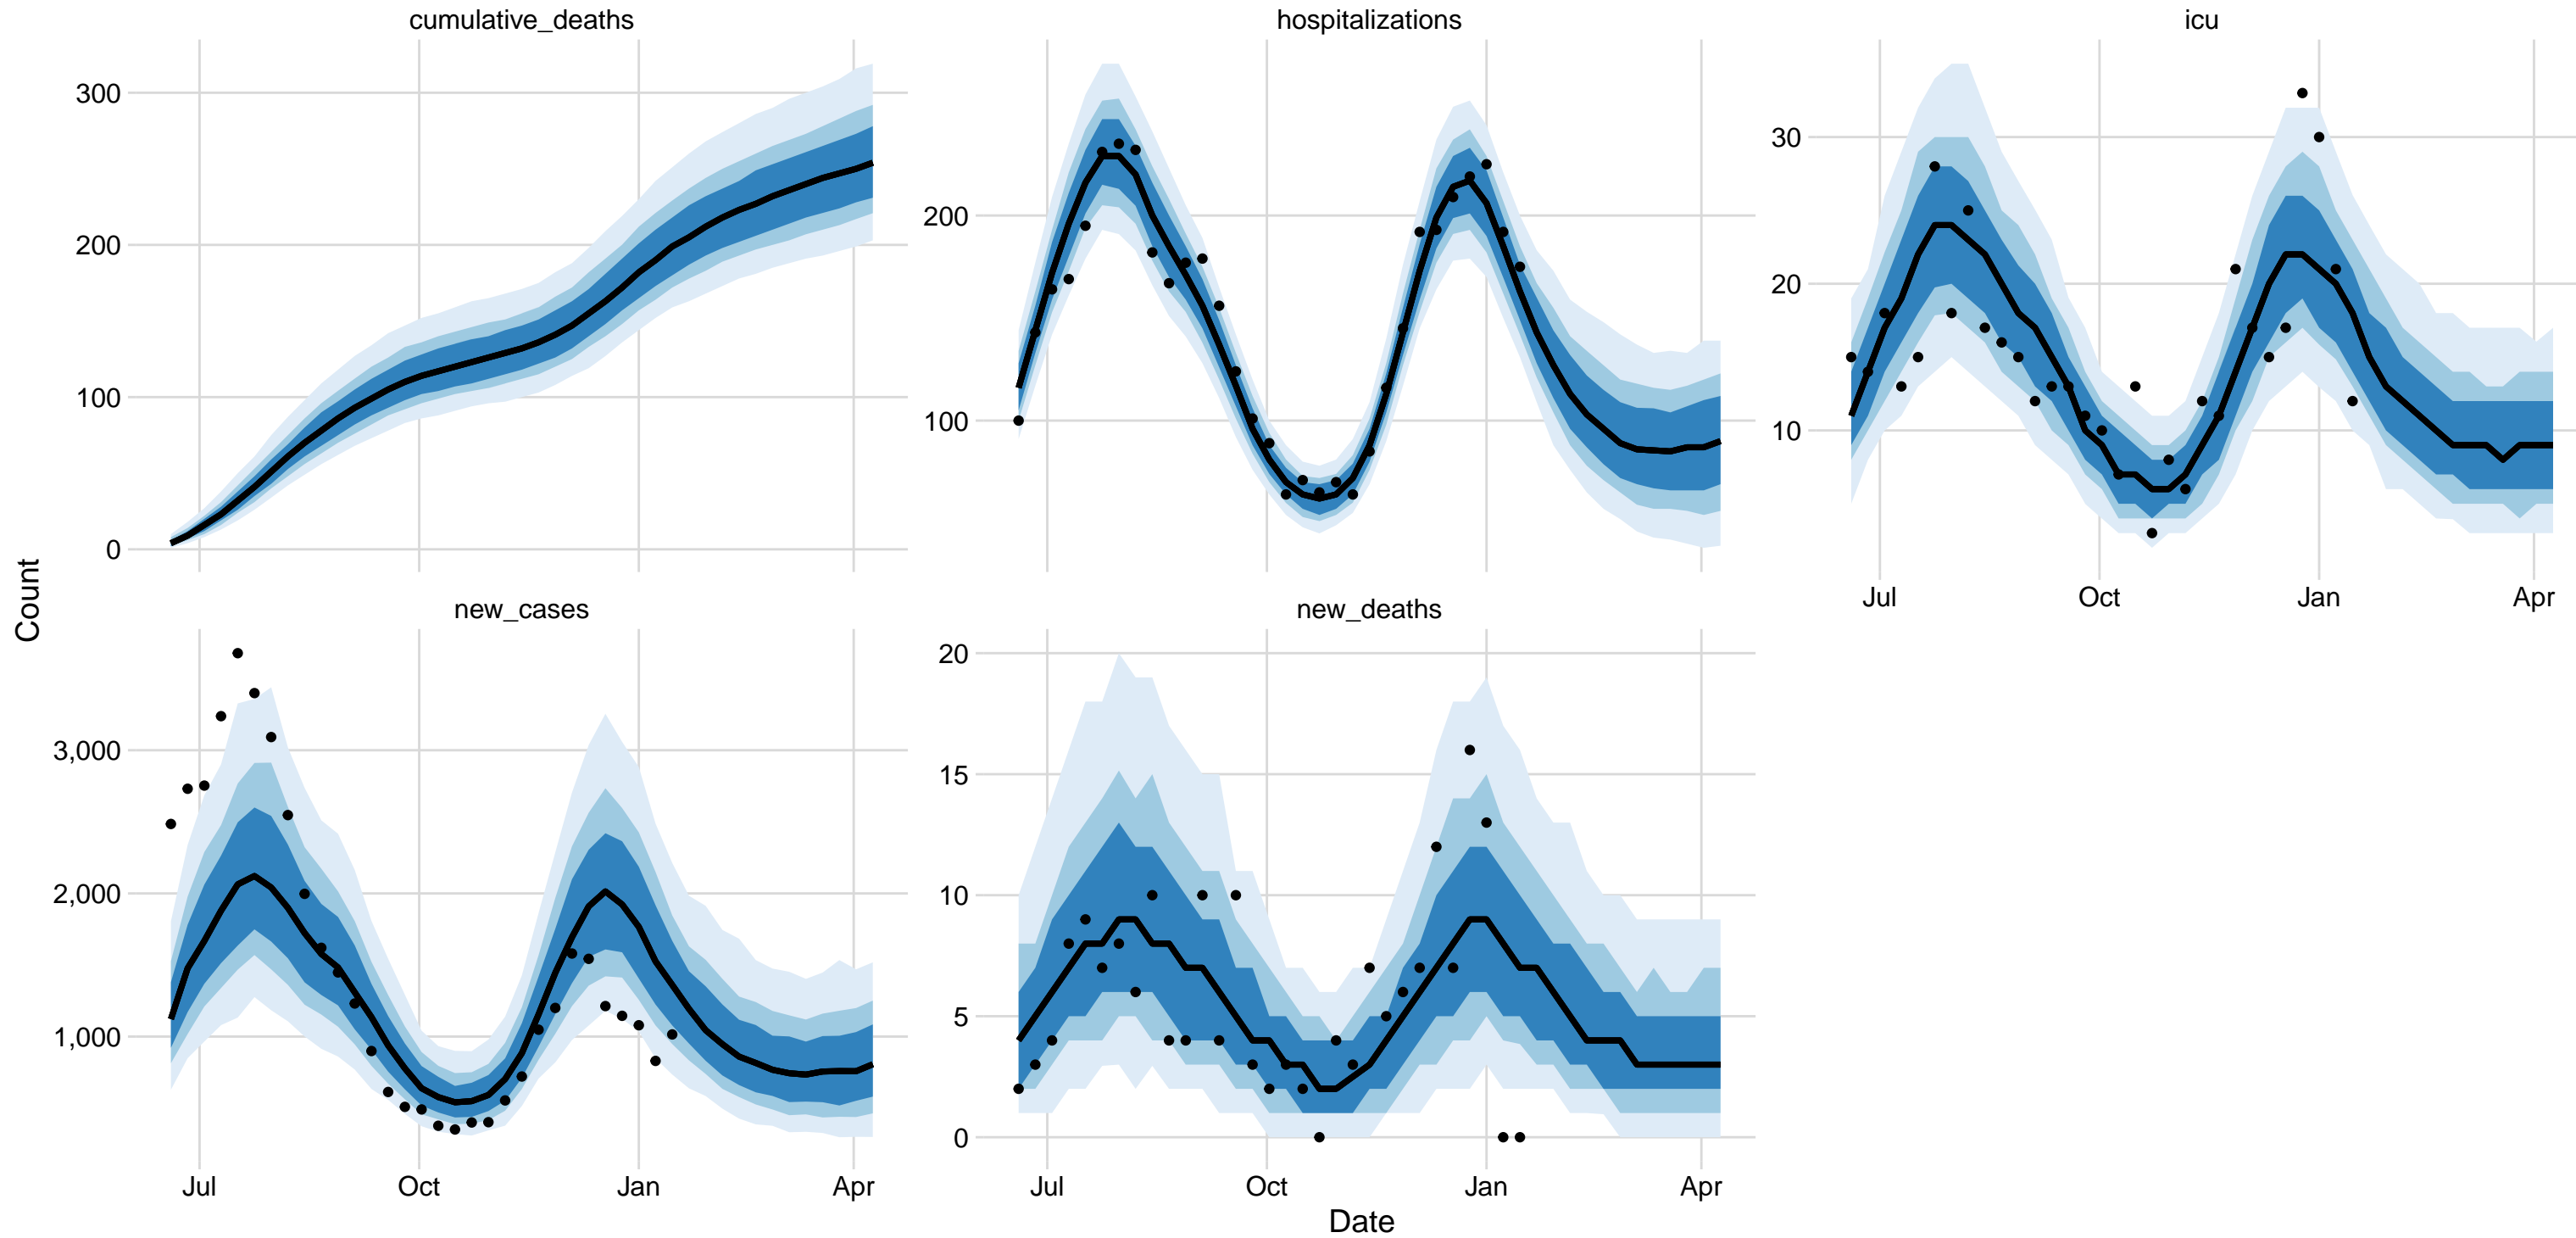 cumulative_deaths
hospitalizations
icu
300
200
100
0
200
100
30
20
10
Jul
Oct
Jan
Apr
Count
new_cases
new_deaths
3,000
2,000
1,000
20
15
10
5
0
Jul
Oct
Jan
Apr
Jul
Oct
Jan
Apr
Date